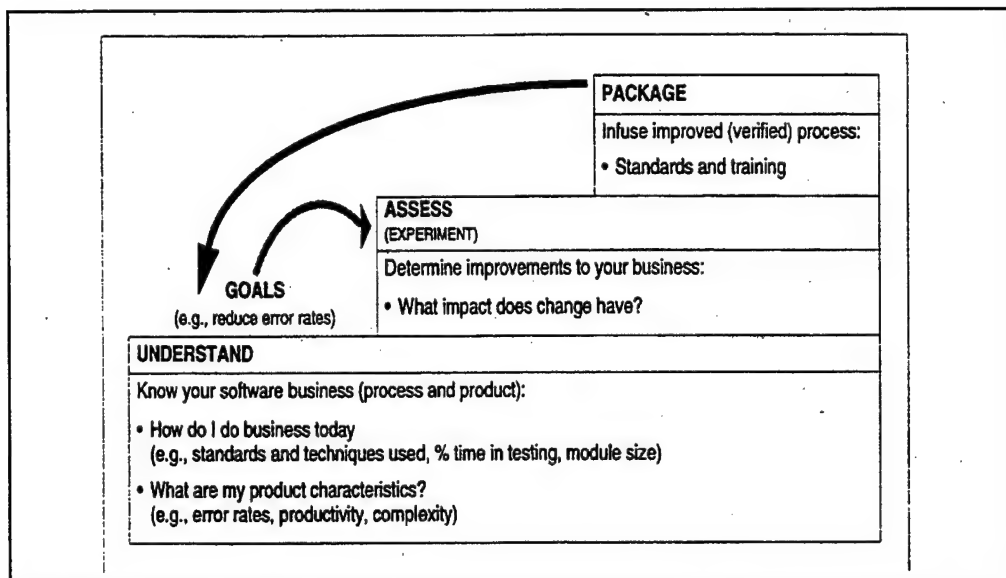 PACKAGE
Infuse improved (verified) process:
• Standards and training
ASSESS
(EXPERIMENT)
Determine improvements to your business:
• What impact does change have?
GOALS
(e.g., reduce error rates)
UNDERSTAND
Know your software business (process and product):
• How do I do business today
(e.g., standards and techniques used, % time in testing, module size)
• What are my product characteristics?
(e.g., error rates, productivity, complexity)